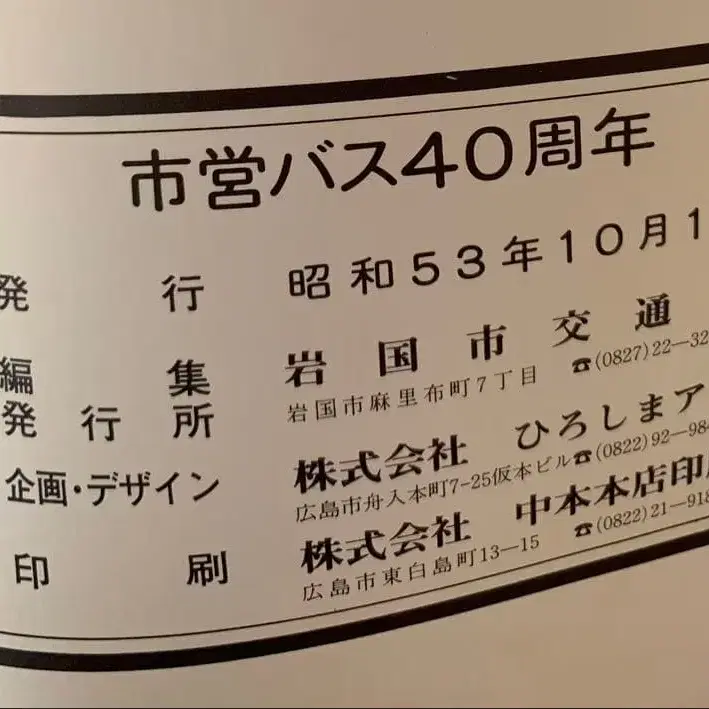 市営バス40周年
発行 昭和53年10月1
編集 岩国市交通
発行所 岩国市麻里布町7丁目 ☎(0827)22—32
企画・デザイン 株式会社 ひろしまア
広島市舟入本町7-25仮本ビル☎(0822)92—984
印刷 株式会社 中本本店印
広島市東白島町13—15 ☎(0822)21—918